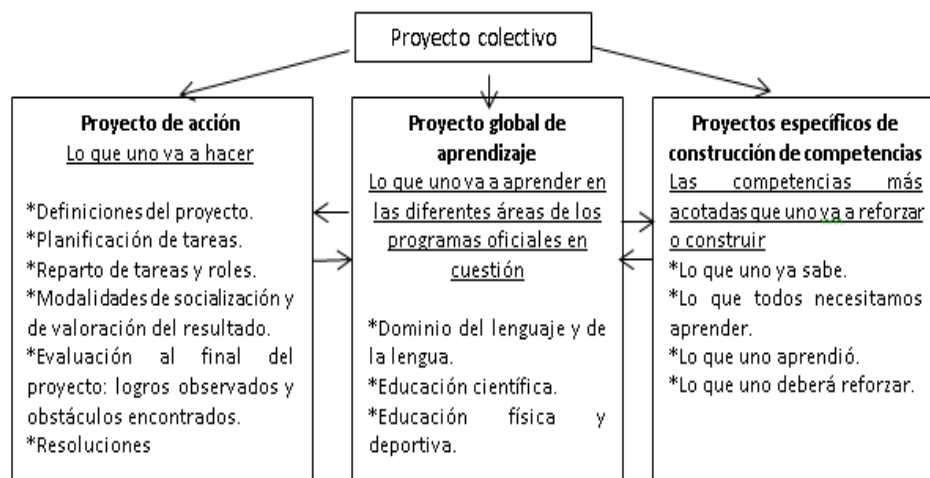 Proyecto colectivo
Proyecto de acción
Lo que uno va a hacer
*Definiciones del proyecto.
*Planificación de tareas.
*Reparto de tareas y roles.
*Modalidades de socialización y
de valoración del resultado.
*Evaluación al final del
proyecto: logros observados y
obstáculos encontrados.
*Resoluciones
Proyecto global de
aprendizaje
Lo que uno va a aprender en
las diferentes áreas de los
programas oficiales en
cuestión
*Dominio del lenguaje y de
la lengua.
*Educación científica.
*Educación física y
deportiva.
Proyectos específicos de
construcción de competencias
Las competencias más
acotadas que uno va a reforzar
o construir
*Lo que uno ya sabe.
*Lo que todos necesitamos
aprender.
*Lo que uno aprendió.
*Lo que uno deberá reforzar.